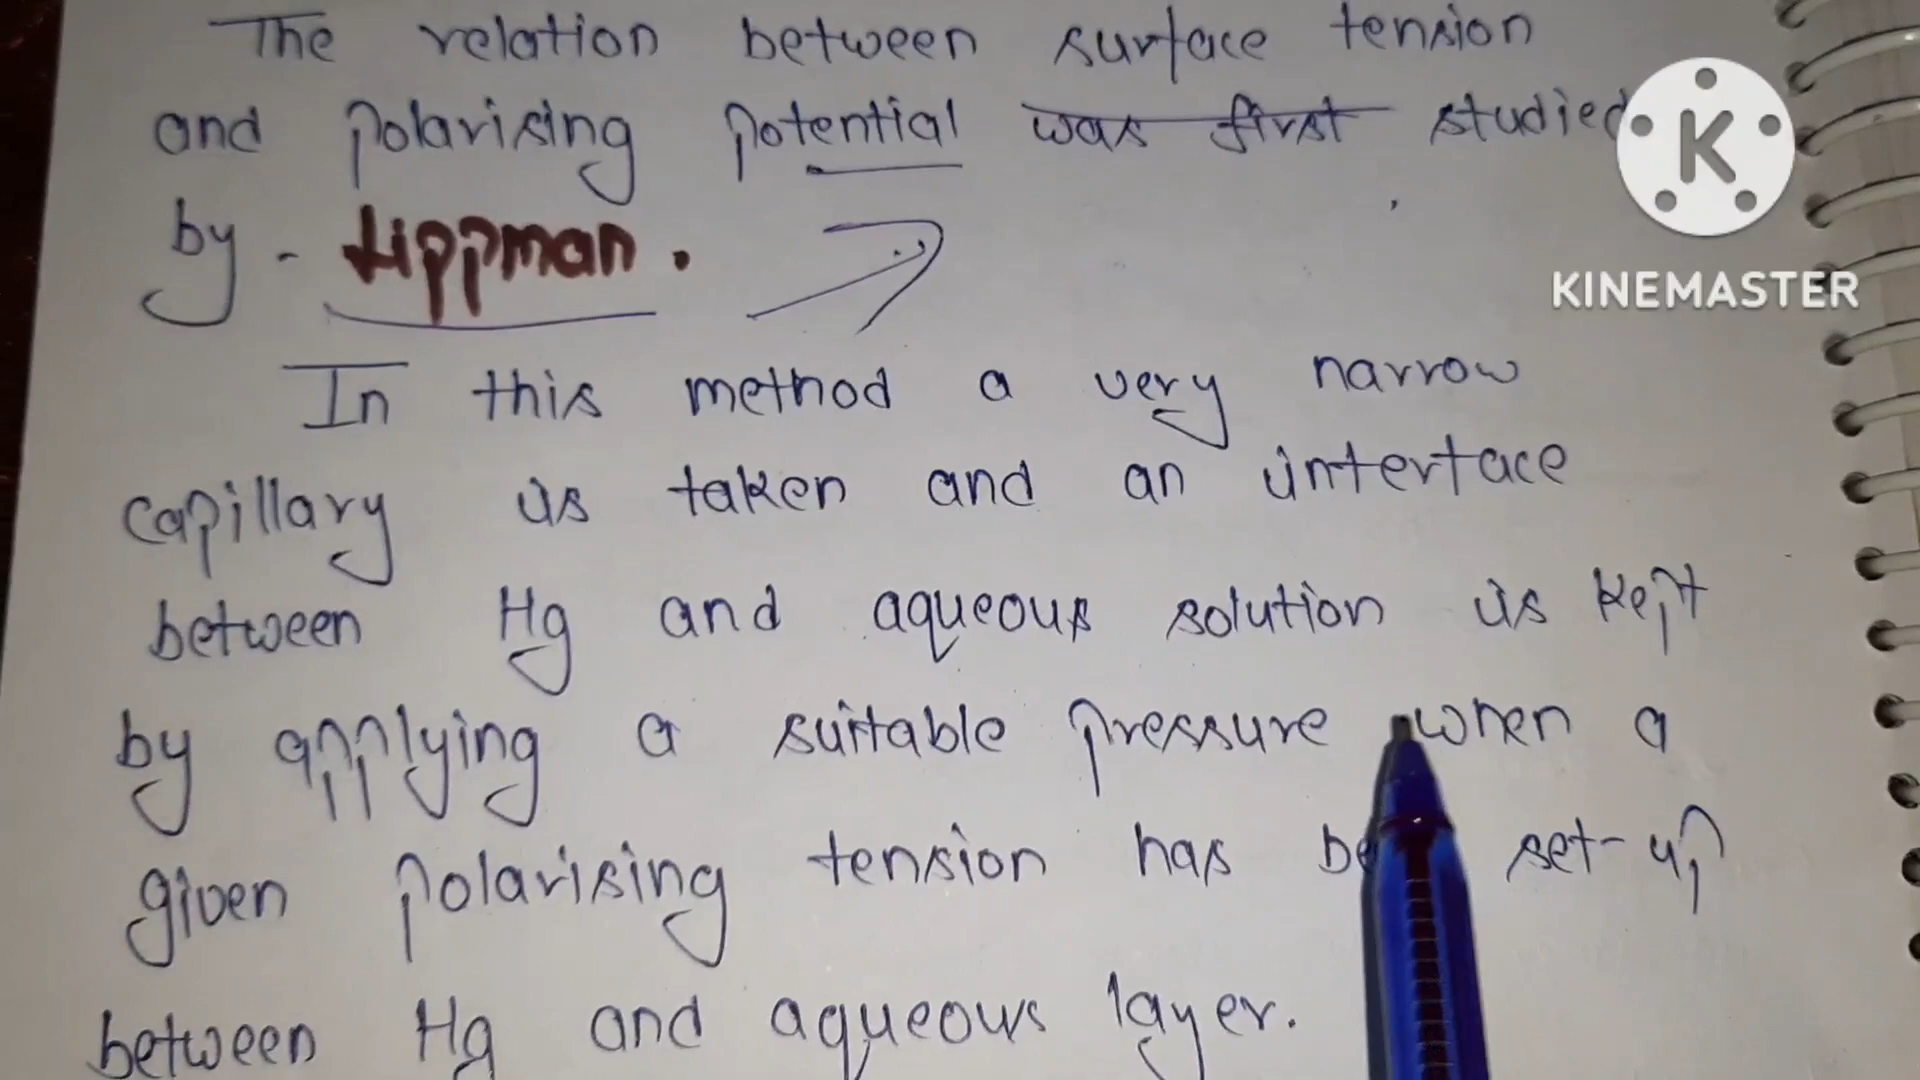 The relation between surface tension
and polarising potential was first studied
by - Lippman.
In this method a very narrow
capillary is taken and an interface
between Hg and aqueous solution is kept
by applying a suitable pressure when a
given polarising tension has be set-up
between Hg and aqueous layer.
K
KINEMASTER